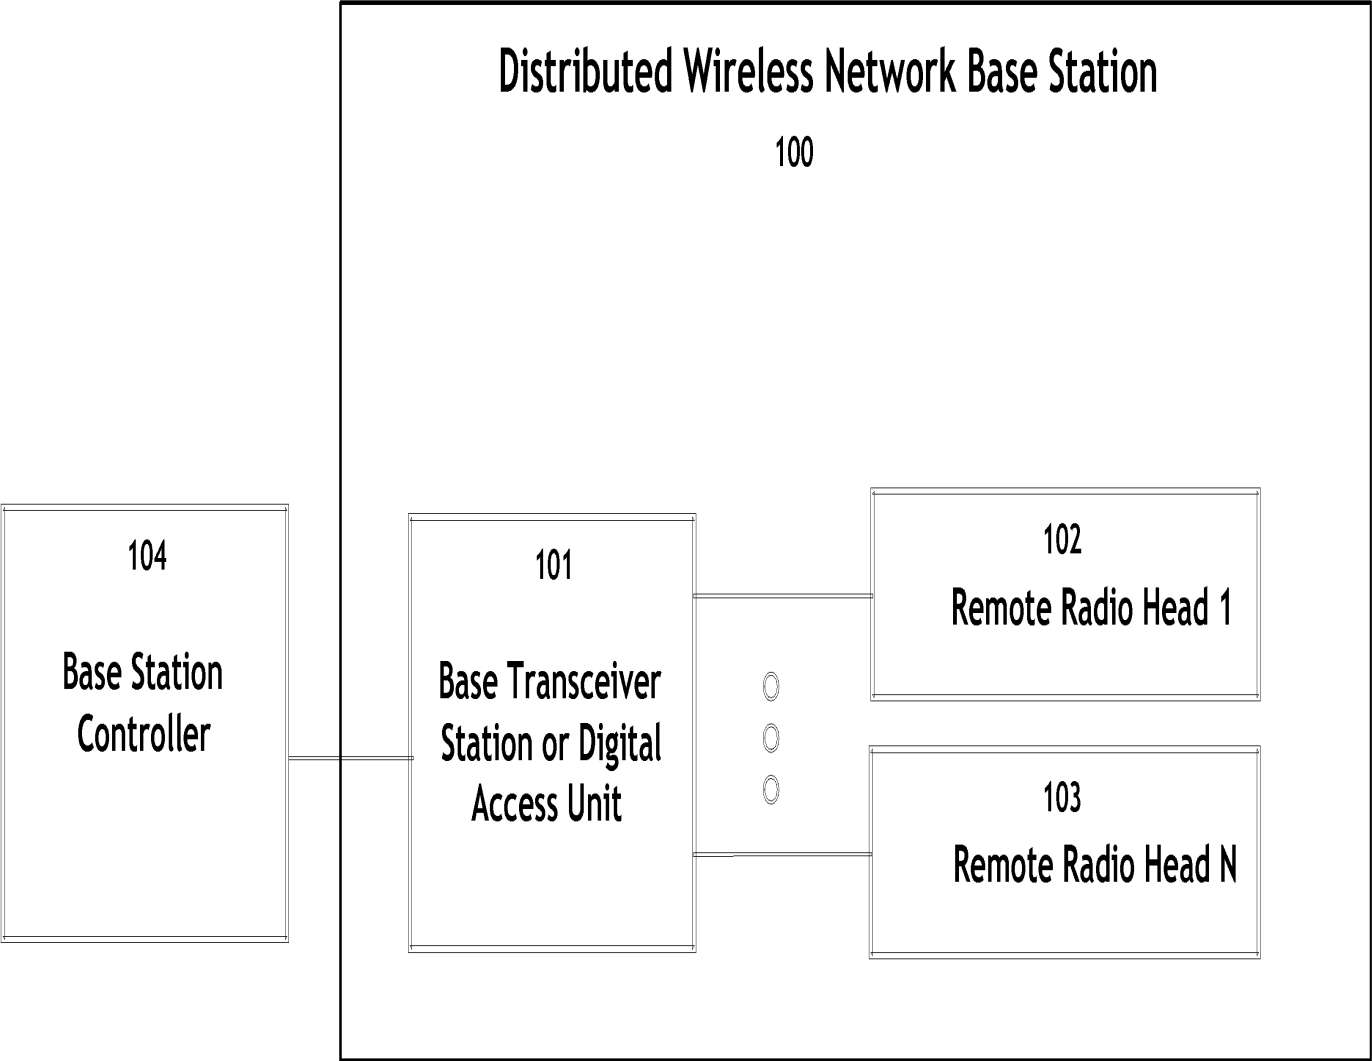 Distributed Wireless Network Base Station
100
104
Base Station
Controller
101
Base Transceiver
Station or Digital
Access Unit
102
Remote Radio Head 1
103
Remote Radio Head N